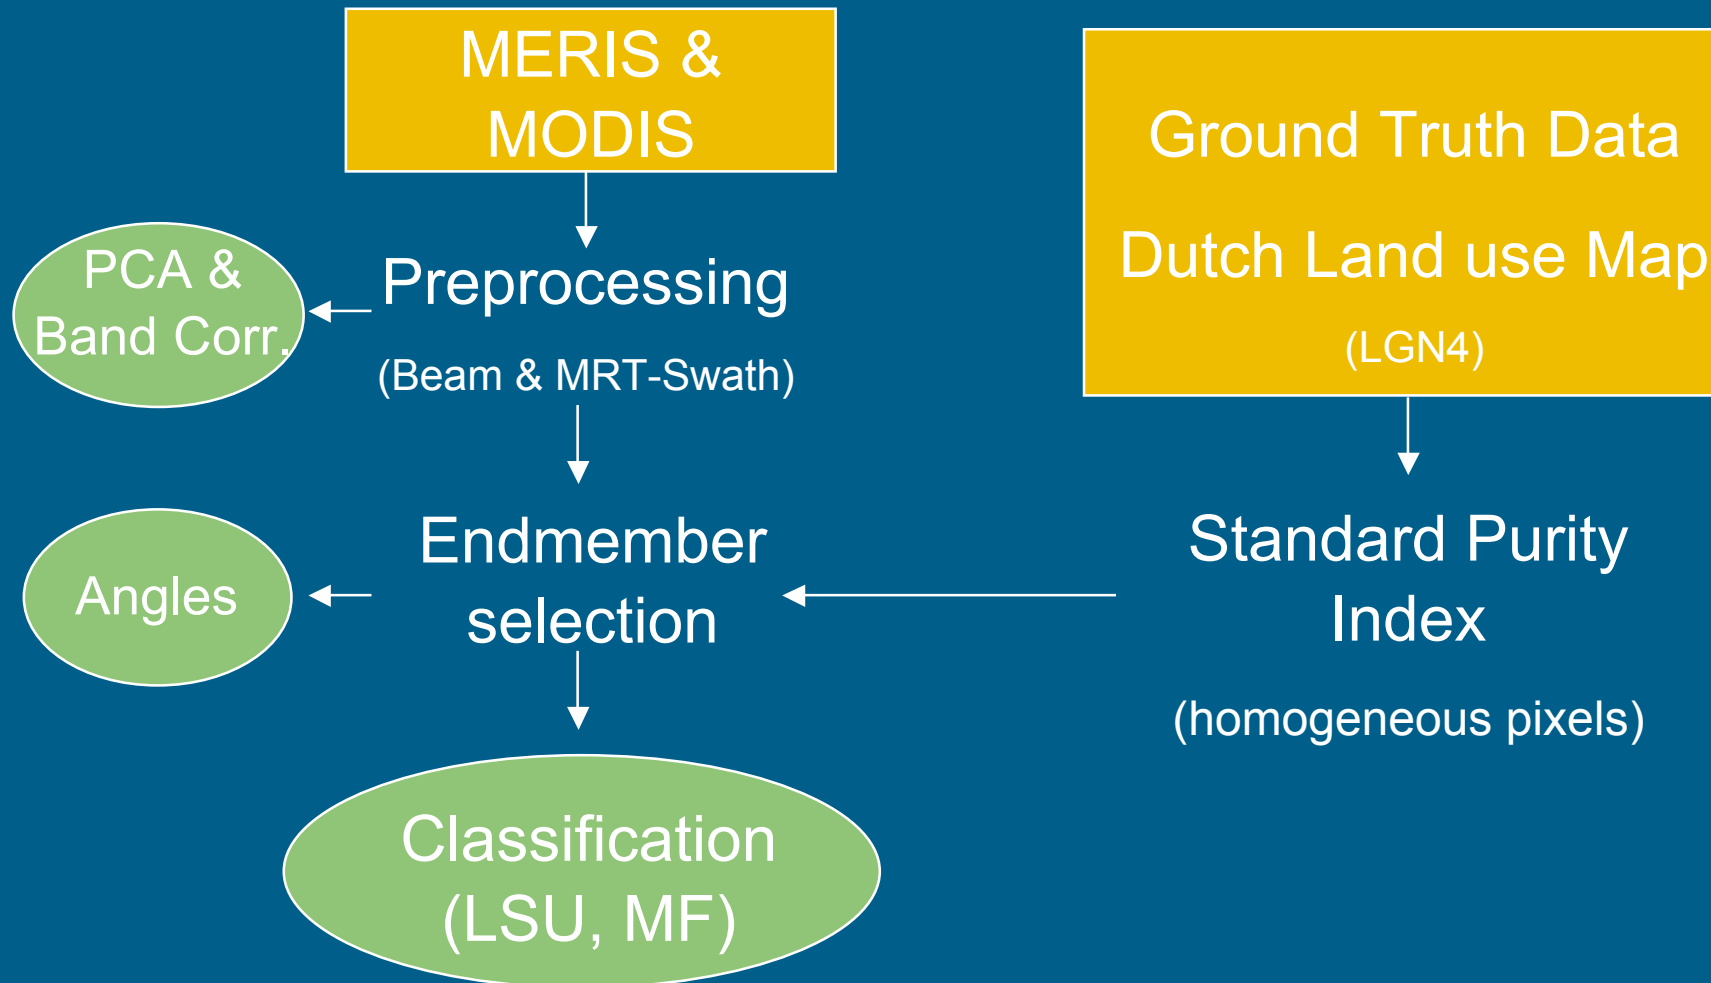 MERIS &
MODIS
Ground Truth Data
Dutch Land use Map
(LGN4)
PCA &
Band Corr.
Preprocessing
(Beam & MRT-Swath)
Angles
Endmember
selection
Standard Purity
Index
(homogeneous pixels)
Classification
(LSU, MF)